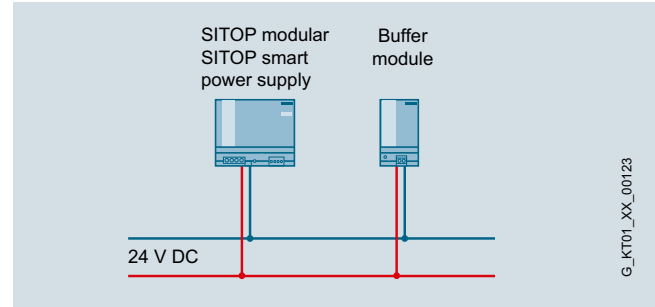 SITOP modular
SITOP smart
power supply
Buffer
module
24 V DC
G_KT01_XX_00123